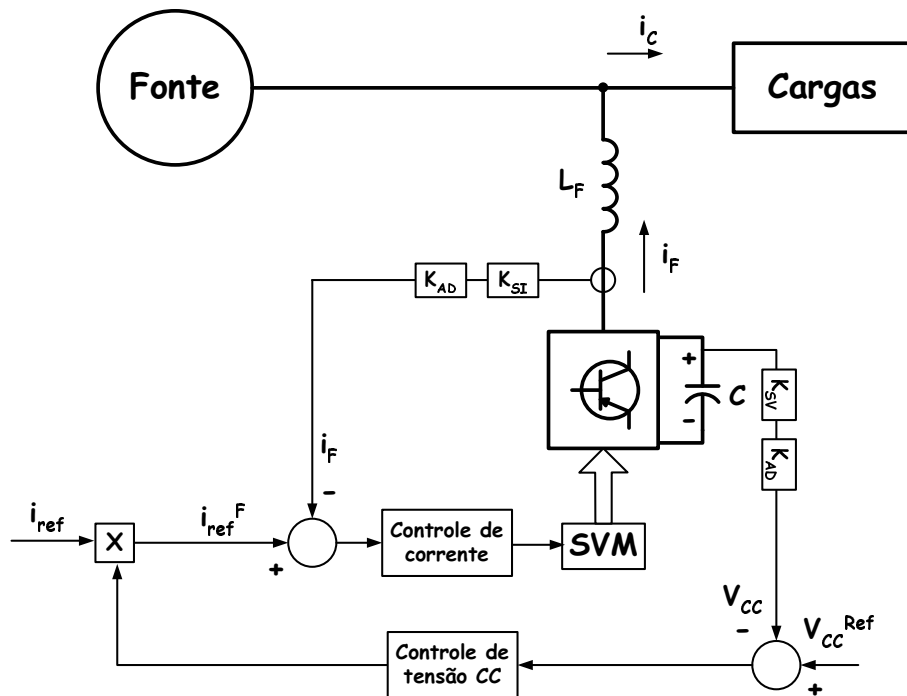 i_C
Fonte
Cargas
L_F
i_F
K_AD
K_SI
+
C
-
K_SV
K_AD
i_F
-
i_ref
X
i_ref^F
+
Controle de
corrente
SVM
V_CC
-
V_CC^Ref
+
Controle de
tensão CC